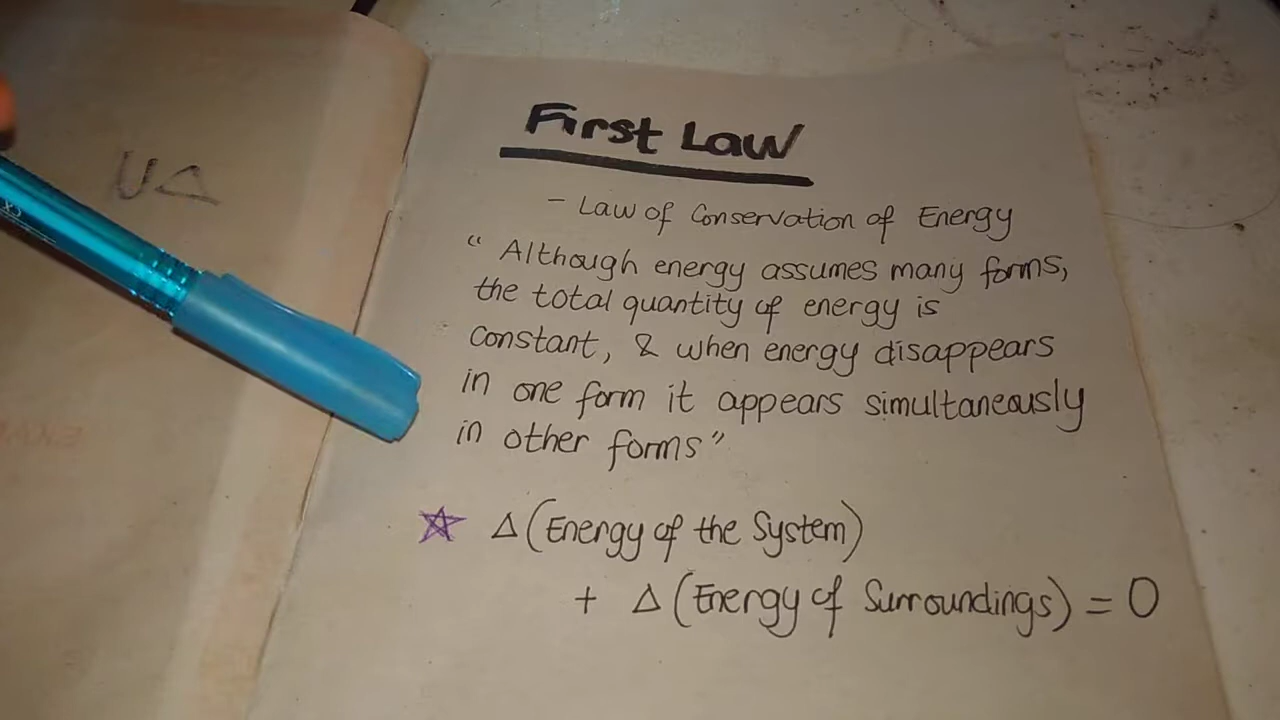 First Law
- Law of Conservation of Energy
“ Although energy assumes many forms,
the total quantity of energy is
constant, & when energy disappears
in one form it appears simultaneously
in other forms”
☆ Δ(Energy of the System)
+ Δ(Energy of Surroundings) = 0